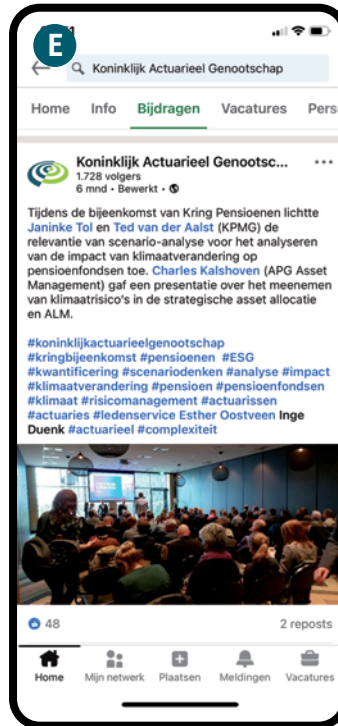 E
1
Koninklijk Actuarieel Genootschap
Home Info Bijdragen Vacatures Pers
Koninklijk Actuarieel Genootsc...
1.728 volgers
6 mnd • Bewerkt •
Tijdens de bijeenkomst van Kring Pensioenen lichtte
Janinke Tol en Ted van der Aalst (KPMG) de
relevantie van scenario-analyse voor het analyseren
van de impact van klimaatverandering op
pensioenfondsen toe. Charles Kalshoven (APG Asset
Management) gaf een presentatie over het meenemen
van klimaatrisico's in de strategische asset allocatie
en ALM.
#koninklijkactuarieelgenootschap
#kringbijeenkomst #pensioenen #ESG
#kwantificering #scenariodenken #analyse #impact
#klimaatverandering #pensioen #pensioenfondsen
#klimaat #risicomanagement #actuarissen
#actuaries #ledenservice Esther Oostveen Inge
Duenk #actuarieel #complexiteit
48 2 reposts
Home Mijn netwerk Plaatsen Meldingen Vacatures